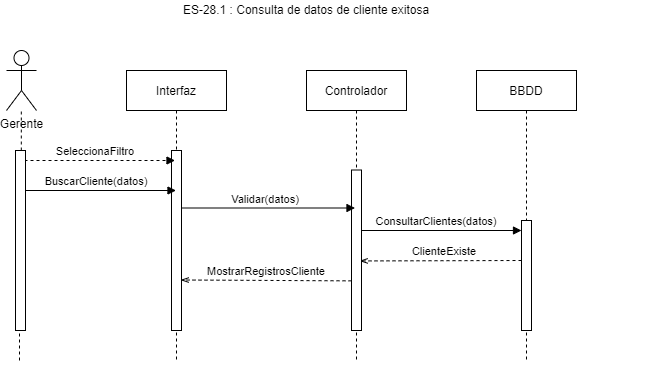 ES-28.1 : Consulta de datos de cliente exitosa
Interfaz
Controlador
BBDD
Gerente
SeleccionaFiltro
BuscarCliente(datos)
Validar(datos)
ConsultarClientes(datos)
ClienteExiste
MostrarRegistrosCliente